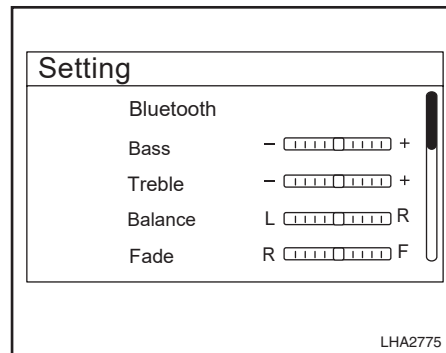 Setting
Bluetooth
Bass - +
Treble - +
Balance L R
Fade R F
LHA2775